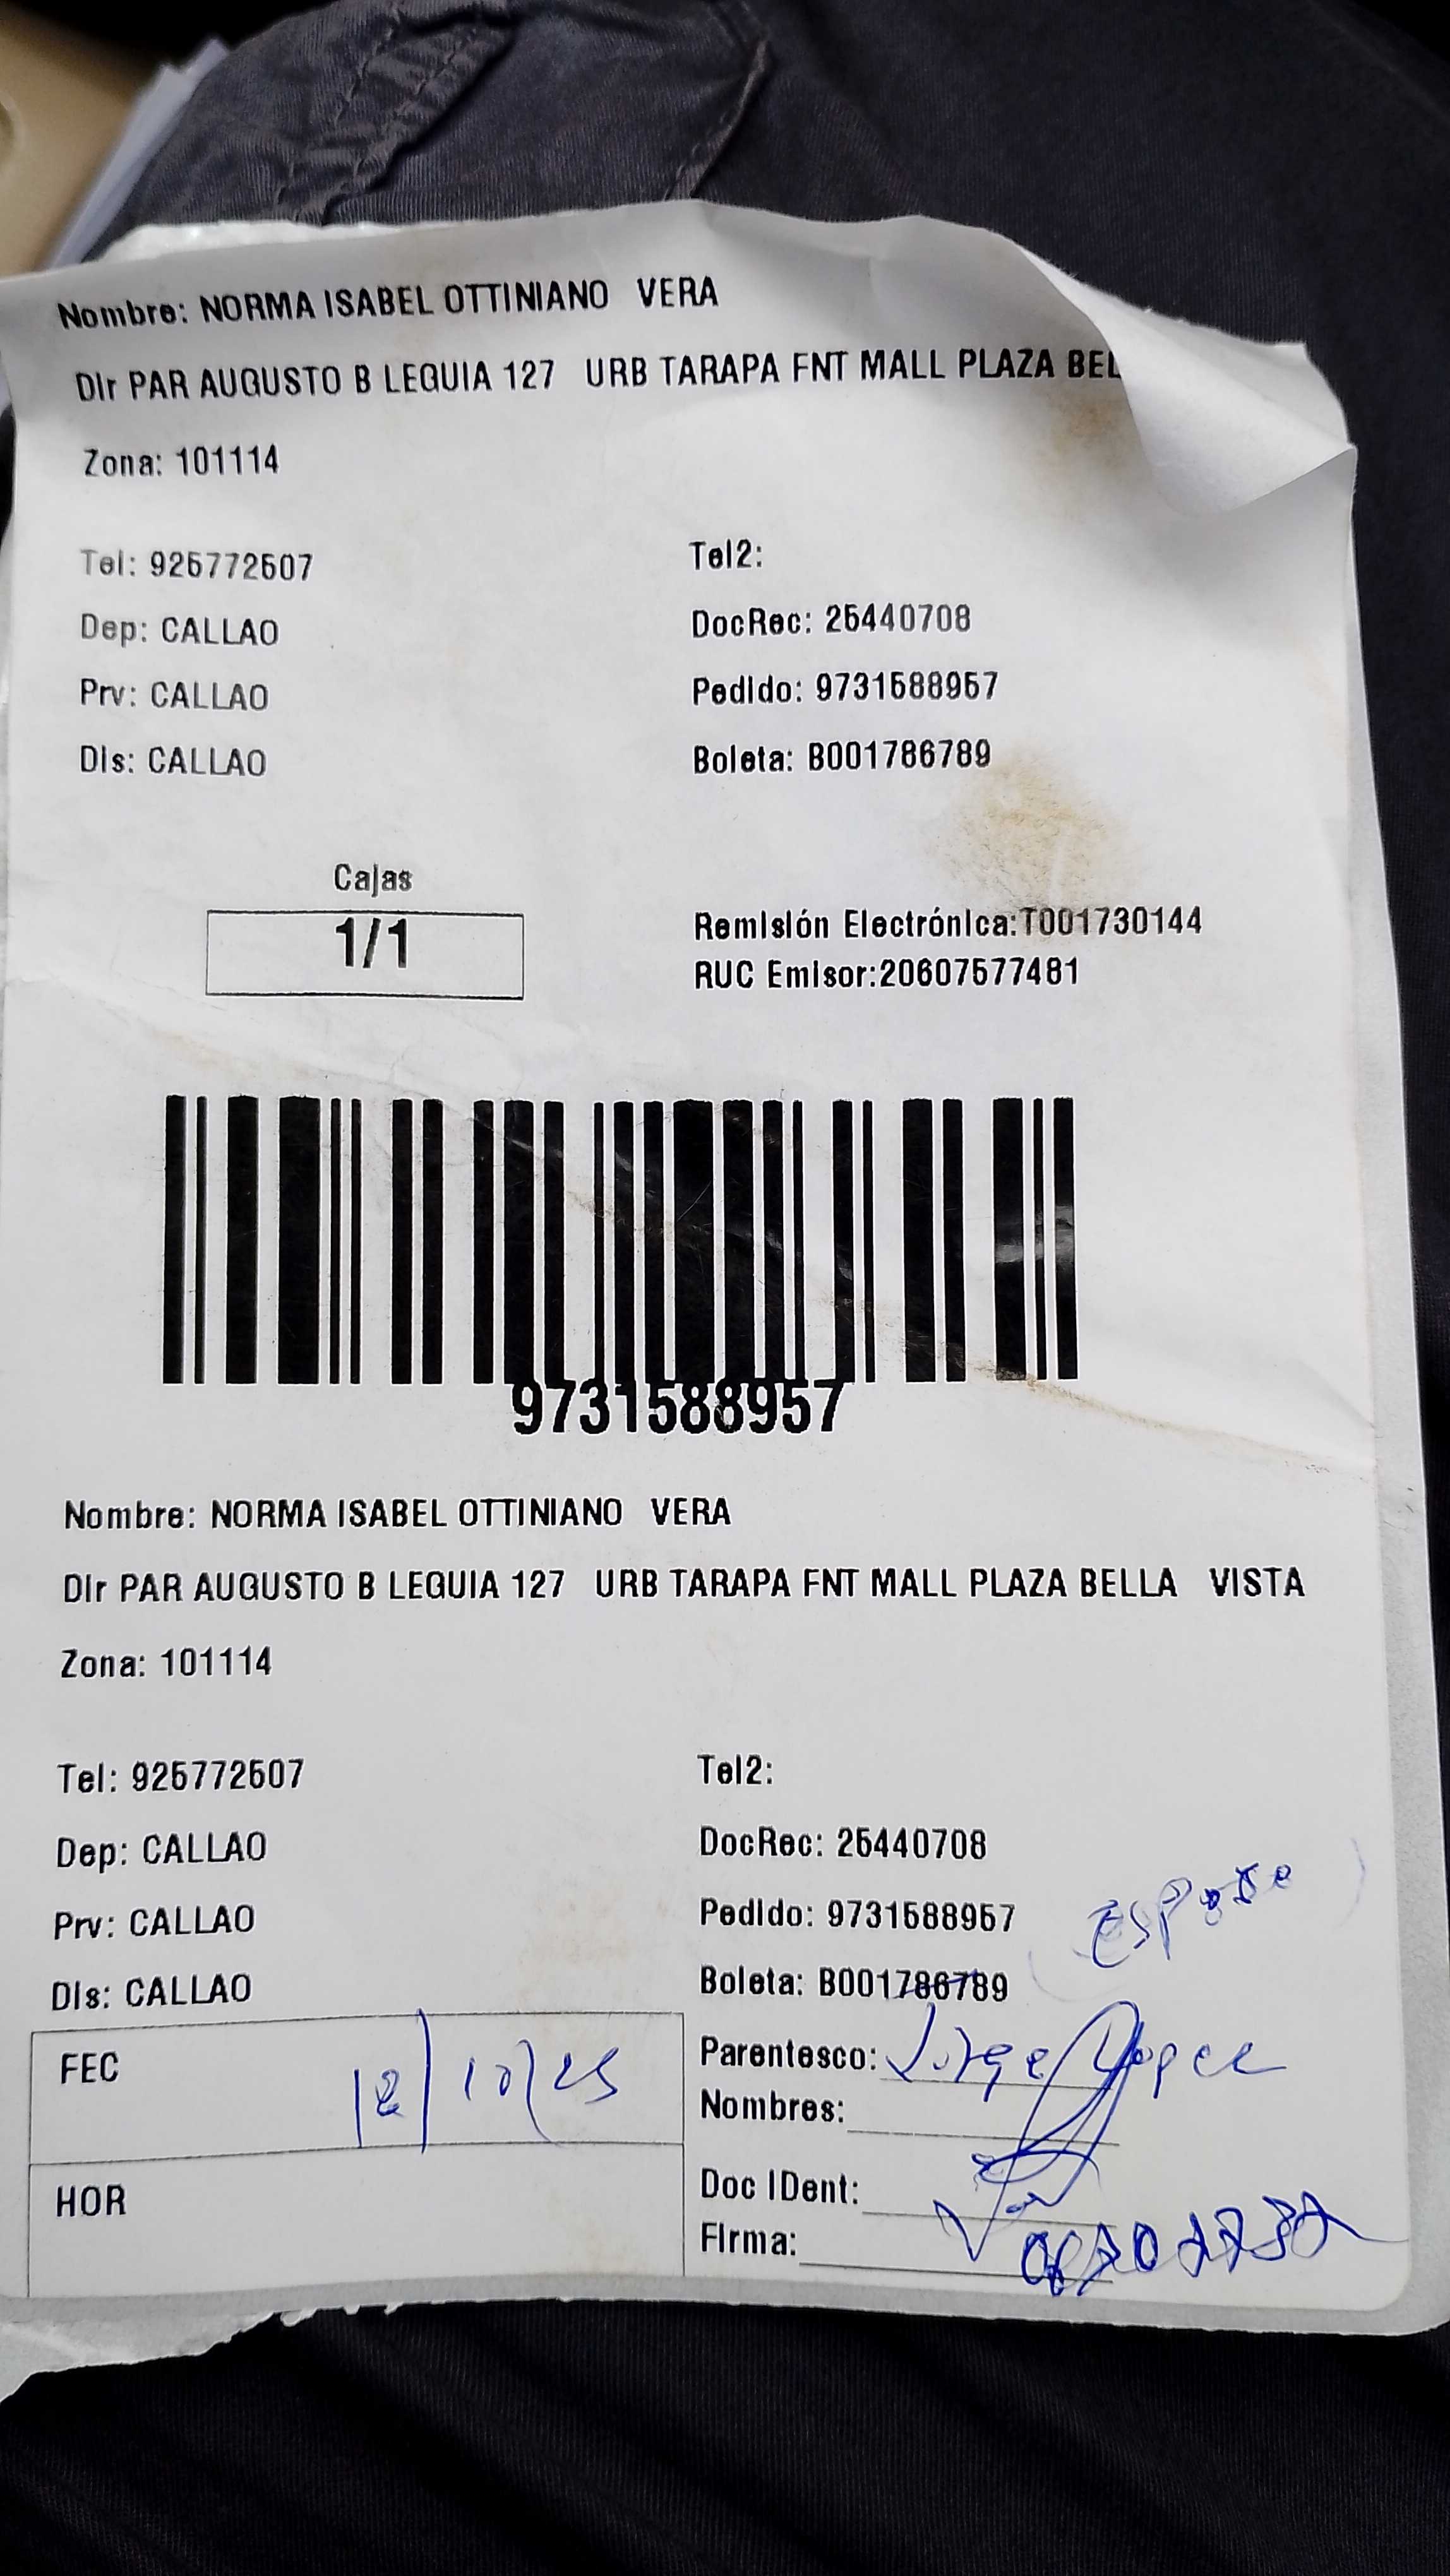 Nombre: NORMA ISABEL OTTINIANO VERA
Dir PAR AUGUSTO B LEGUIA 127 URB TARAPA FNT MALL PLAZA BEL
Zona: 101114
Tel: 925772507 Tel2:
Dep: CALLAO DocRec: 25440708
Prv: CALLAO Pedido: 9731588957
Dis: CALLAO Boleta: B001786789
Cajas
1/1
Remisión Electrónica:T001730144
RUC Emisor:20607577481
9731588957
Nombre: NORMA ISABEL OTTINIANO VERA
Dir PAR AUGUSTO B LEGUIA 127 URB TARAPA FNT MALL PLAZA BELLA VISTA
Zona: 101114
Tel: 925772507 Tel2:
Dep: CALLAO DocRec: 25440708
Prv: CALLAO Pedido: 9731588957
Esposo
Dis: CALLAO Boleta: B001786789
FEC 12/10/25
Parentesco: Jorge
Nombres:
HOR
Doc IDent:
Firma: